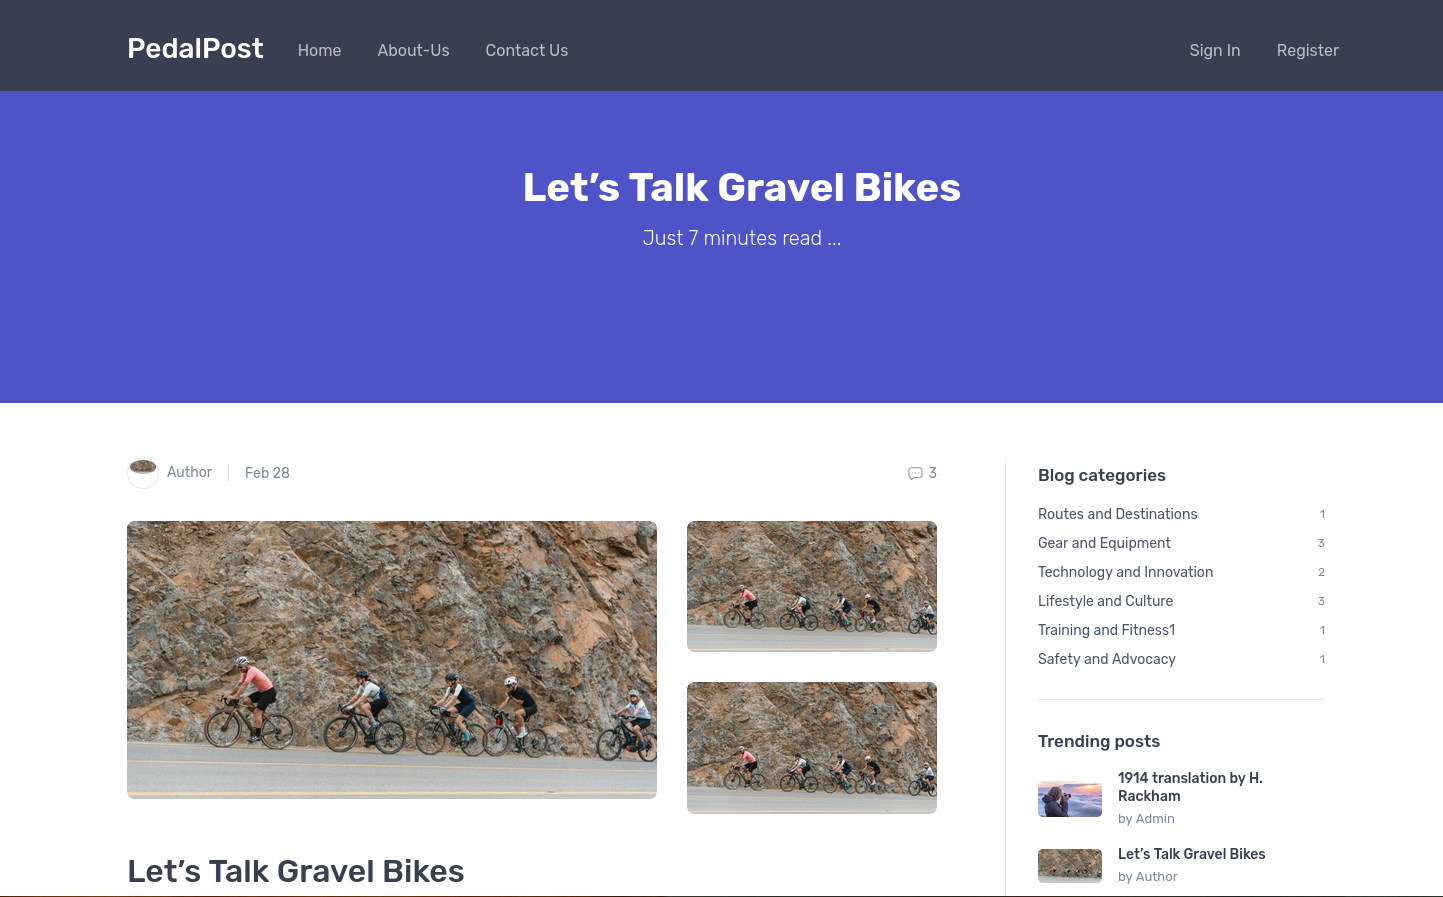 PedalPost
Home
About-Us
Contact Us
Sign In
Register
Let’s Talk Gravel Bikes
Just 7 minutes read ...
Author
Feb 28
3
Let’s Talk Gravel Bikes
Blog categories
Routes and Destinations 1
Gear and Equipment 3
Technology and Innovation 2
Lifestyle and Culture 3
Training and Fitness1 1
Safety and Advocacy 1
Trending posts
1914 translation by H.
Rackham
by Admin
Let’s Talk Gravel Bikes
by Author